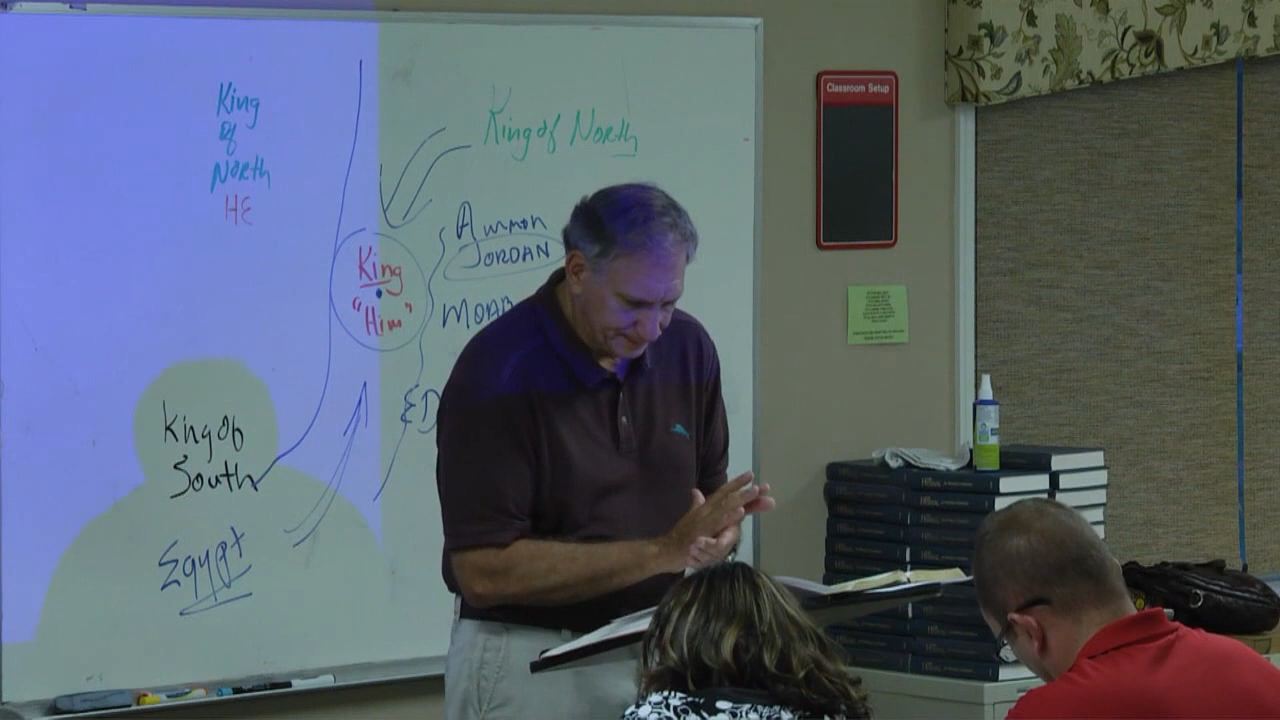 King
of
North
HE
King of North
King
"Him"
Ammon
JORDAN
MOAB
King of
South
Egypt
Classroom Setup